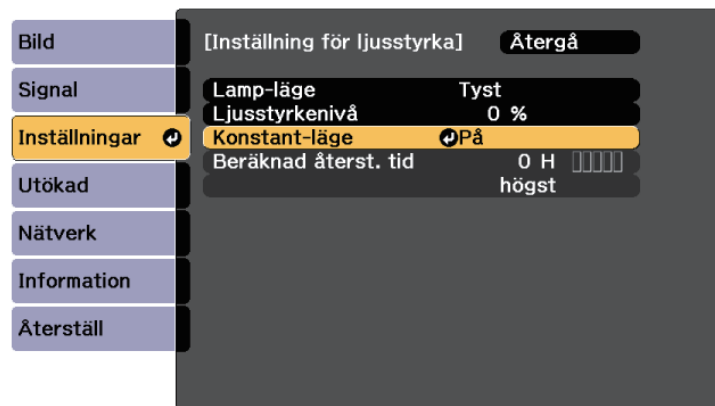 Bild
Signal
Inställningar
Utökad
Nätverk
Information
Återställ
[Inställning för ljusstyrka] Återgå
Lamp-läge Tyst
Ljusstyrkenivå 0 %
Konstant-läge På
Beräknad återst. tid 0 H
högst